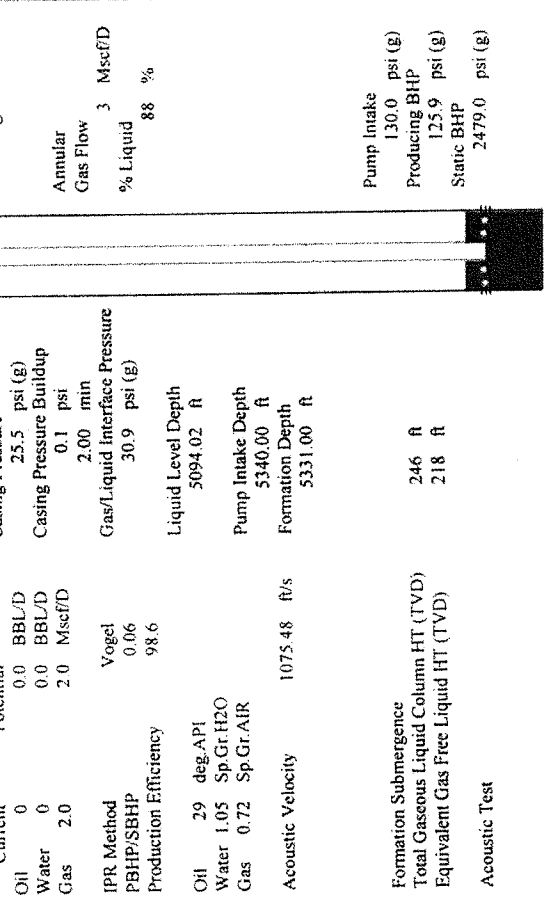 Oil 0 0.0 BBL/D
Water 0 0.0 BBL/D
Gas 2.0 2.0 Mscf/D
IPR Method Vogel
PBHP/SBHP 0.06
Production Efficiency 98.6
Oil 29 deg.API
Water 1.05 Sp.Gr.H2O
Gas 0.72 Sp.Gr.AIR
Acoustic Velocity 1075.48 ft/s
Formation Submergence
Total Gaseous Liquid Column HT (TVD) 246 ft
Equivalent Gas Free Liquid HT (TVD) 218 ft
Acoustic Test
25.5 psi (g)
Casing Pressure Buildup
0.1 psi
2.00 min
Gas/Liquid Interface Pressure
30.9 psi (g)
Liquid Level Depth
5094.02 ft
Pump Intake Depth
5340.00 ft
Formation Depth
5331.00 ft
Annular
Gas Flow
3 Mscf/D
% Liquid
88 %
Pump Intake
130.0 psi (g)
Producing BHP
125.9 psi (g)
Static BHP
2479.0 psi (g)